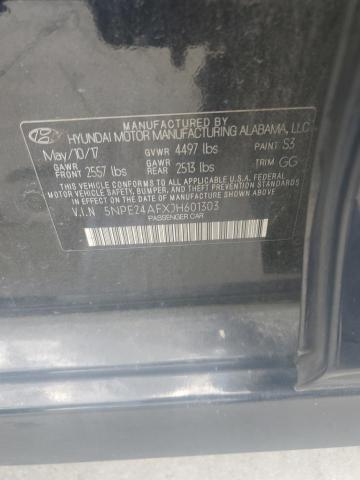 MANUFACTURED BY
HYUNDAI MOTOR MANUFACTURING ALABAMA, LLC
May/10/17 GVWR 4497 lbs PAINT S3
GAWR FRONT 2557 lbs GAWR REAR 2513 lbs TRIM GG
THIS VEHICLE CONFORMS TO ALL APPLICABLE U.S. FEDERAL
MOTOR VEHICLE SAFETY, BUMPER, AND THEFT PREVENTION
STANDARDS IN EFFECT ON THE DATE OF MANUFACTURE SHOWN ABOVE.
V.I.N 5NPE24AFXJH601303
PASSENGER CAR